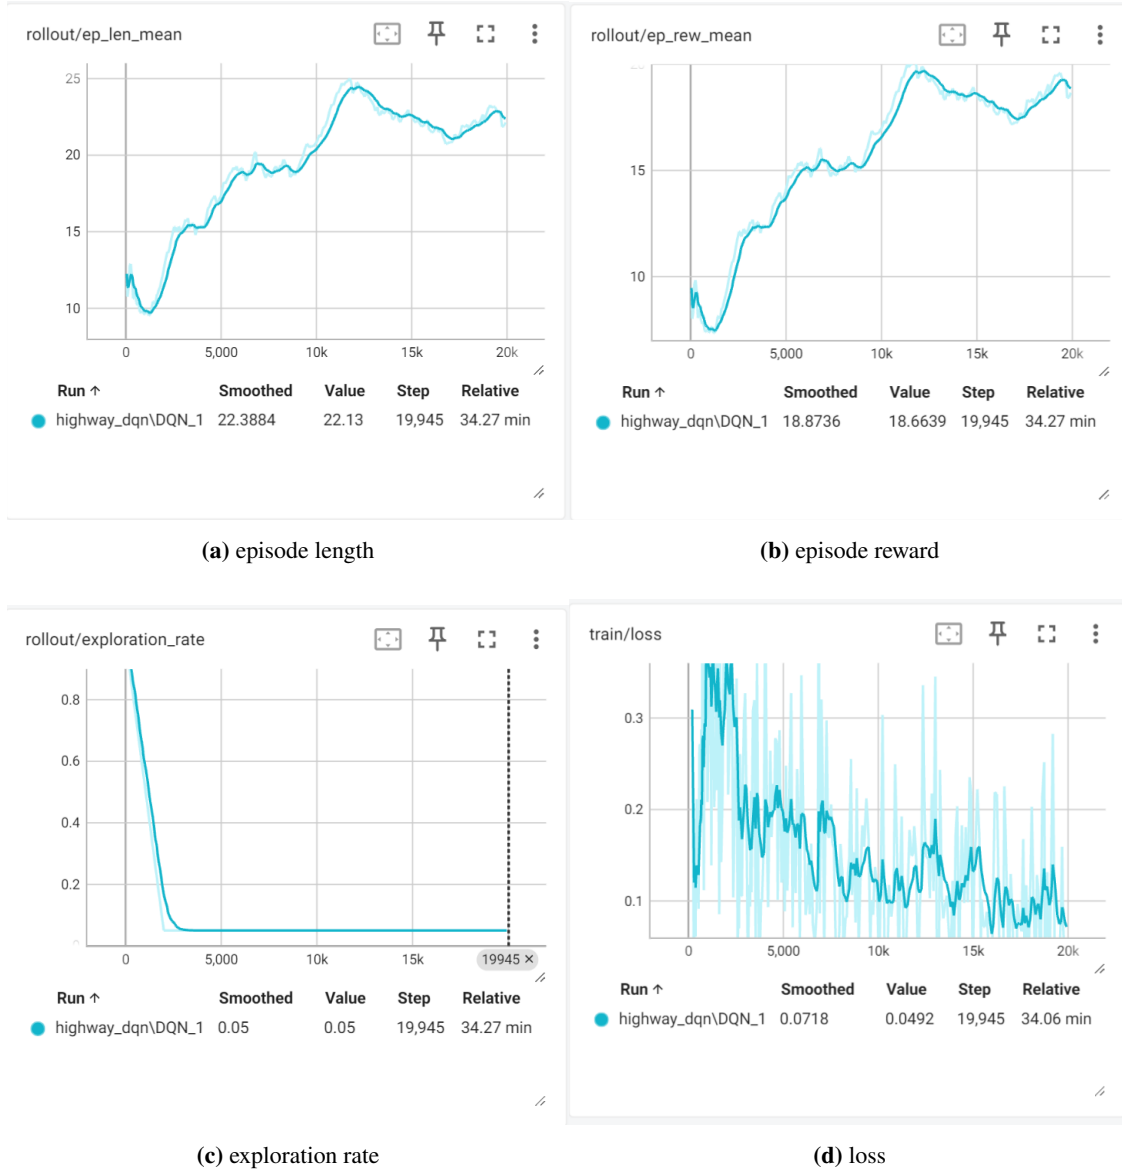 rollout/ep_len_mean
25
20
15
10
0 5,000 10k 15k 20k
Run ↑ Smoothed Value Step Relative
highway_dqn\DQN_1 22.3884 22.13 19,945 34.27 min
(a) episode length
rollout/ep_rew_mean
20
15
10
0 5,000 10k 15k 20k
Run ↑ Smoothed Value Step Relative
highway_dqn\DQN_1 18.8736 18.6639 19,945 34.27 min
(b) episode reward
rollout/exploration_rate
0.8
0.6
0.4
0.2
0 5,000 10k 15k 19945 ×
Run ↑ Smoothed Value Step Relative
highway_dqn\DQN_1 0.05 0.05 19,945 34.27 min
(c) exploration rate
train/loss
0.3
0.2
0.1
0 5,000 10k 15k 20k
Run ↑ Smoothed Value Step Relative
highway_dqn\DQN_1 0.0718 0.0492 19,945 34.06 min
(d) loss